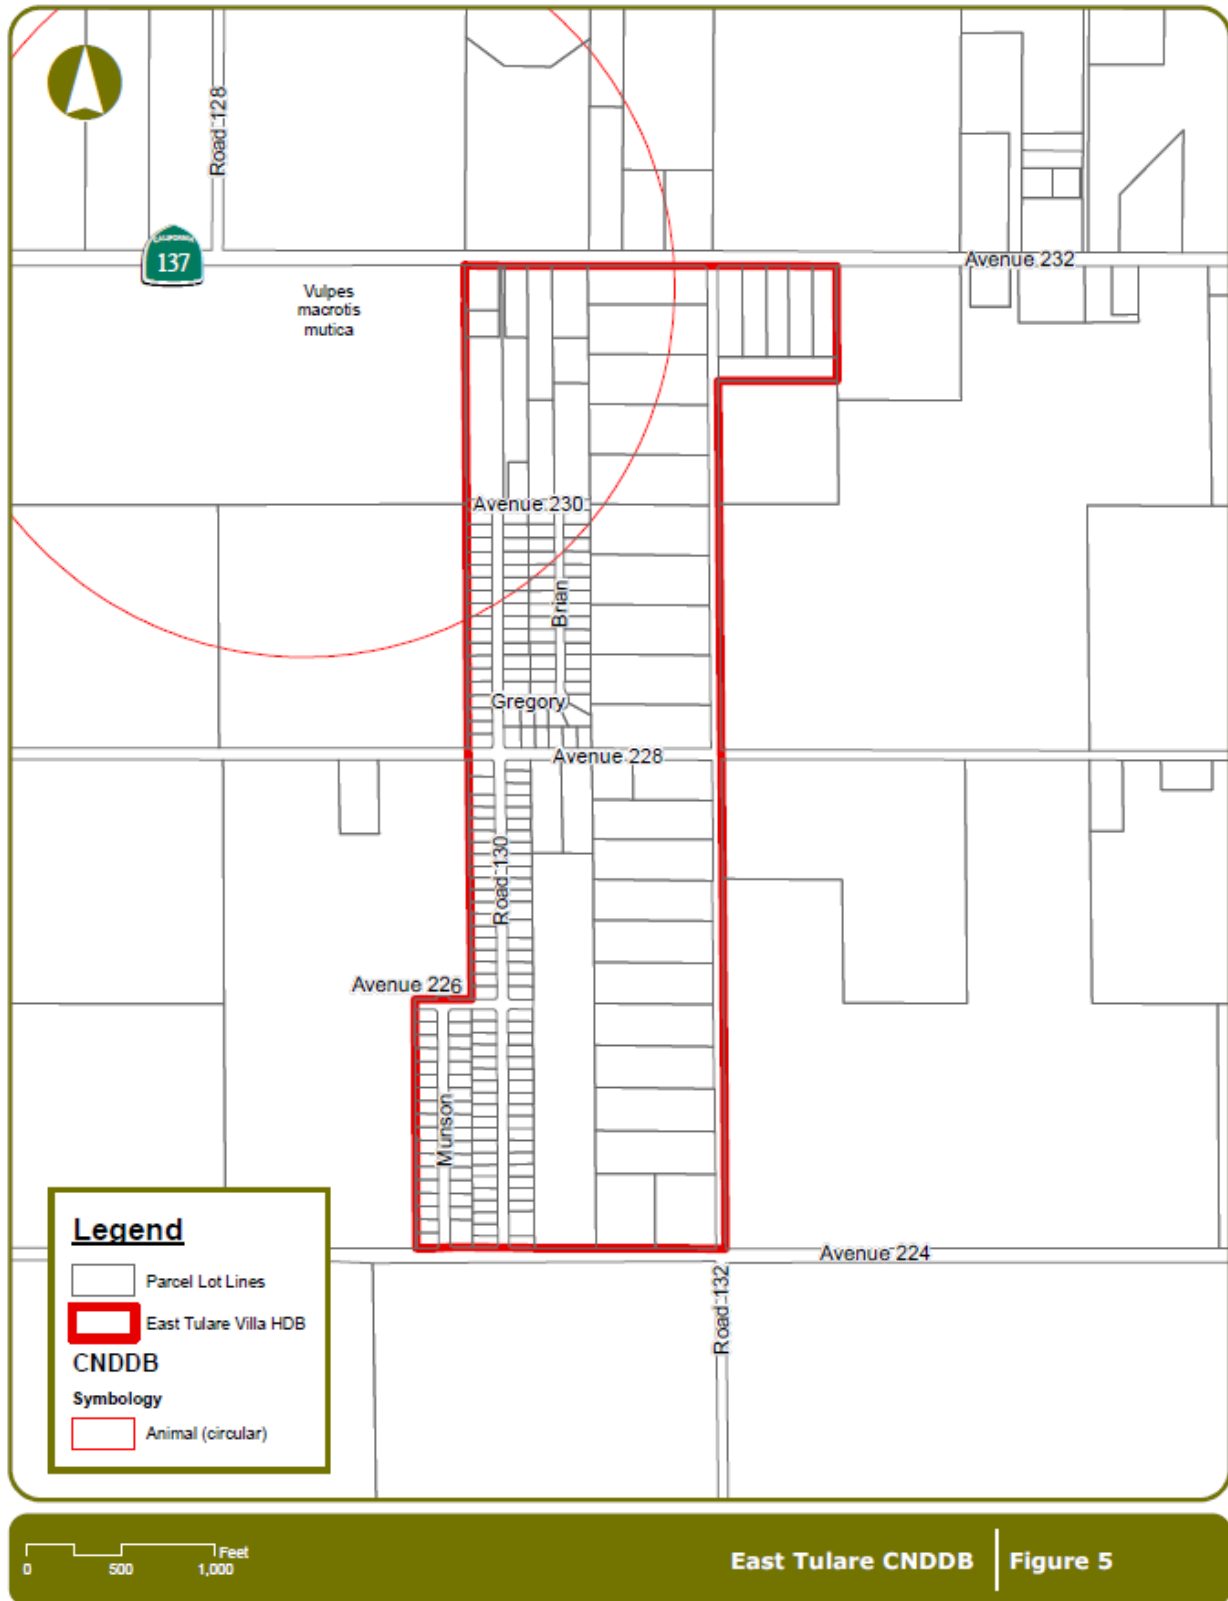 Road 128
CALIFORNIA
137
Avenue 232
Vulpes
macrotis
mutica
Avenue 230
Brian
Gregory
Avenue 228
Road 130
Avenue 226
Munson
Avenue 224
Road 132
Legend
Parcel Lot Lines
East Tulare Villa HDB
CNDDB
Symbology
Animal (circular)
Feet
0 500 1,000
East Tulare CNDDB Figure 5